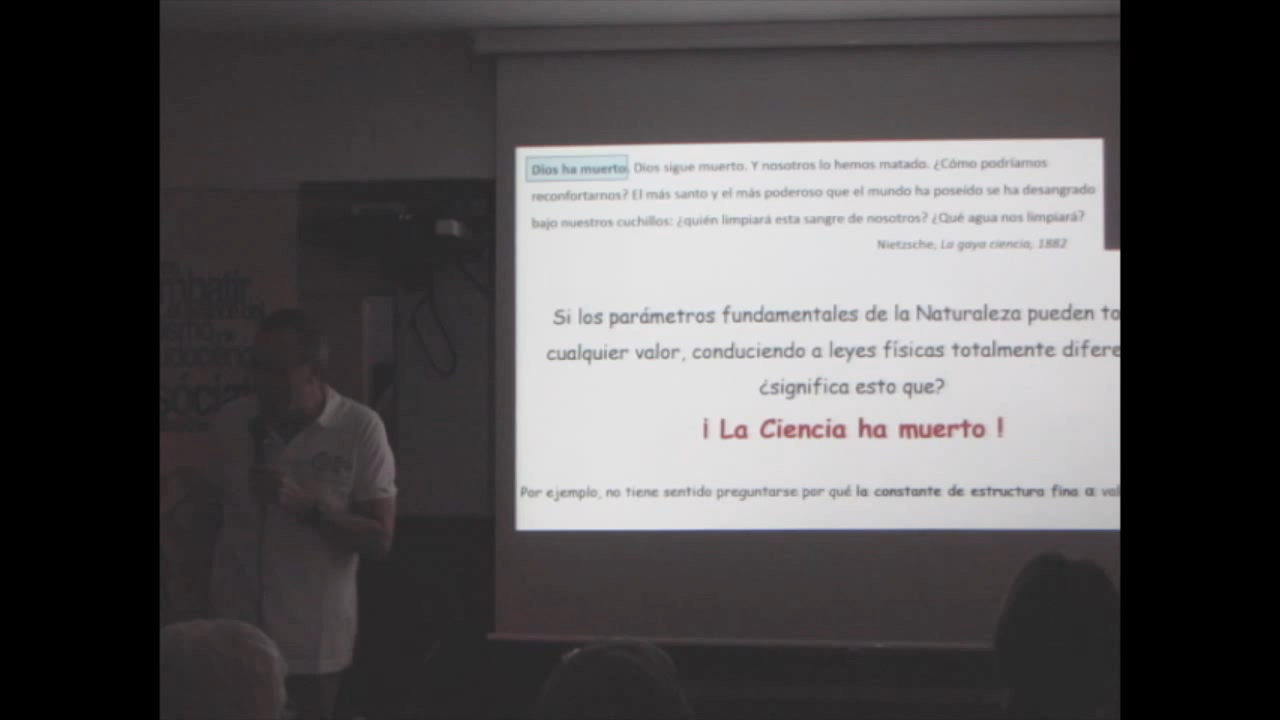 Dios ha muerto. Dios sigue muerto. Y nosotros lo hemos matado. ¿Cómo podríamos
reconfortarnos? El más santo y el más poderoso que el mundo ha poseído se ha desangrado
bajo nuestros cuchillos: ¿quién limpiará esta sangre de nosotros? ¿Qué agua nos limpiará?
Nietzsche, La gaya ciencia, 1882
Si los parámetros fundamentales de la Naturaleza pueden to
cualquier valor, conduciendo a leyes físicas totalmente difere
¿significa esto que?
¡ La Ciencia ha muerto !
Por ejemplo, no tiene sentido preguntarse por qué la constante de estructura fina α val
mbatir